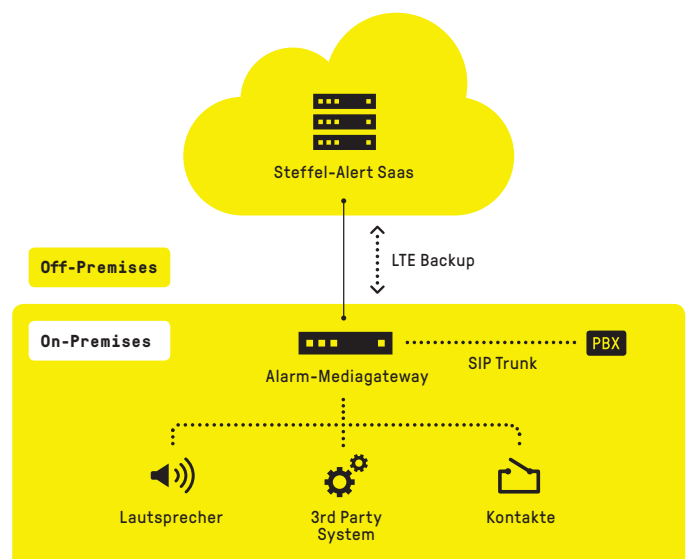 Steffel-Alert Saas
LTE Backup
Off-Premises
On-Premises
PBX
SIP Trunk
Alarm-Mediagateway
Lautsprecher
3rd Party
System
Kontakte